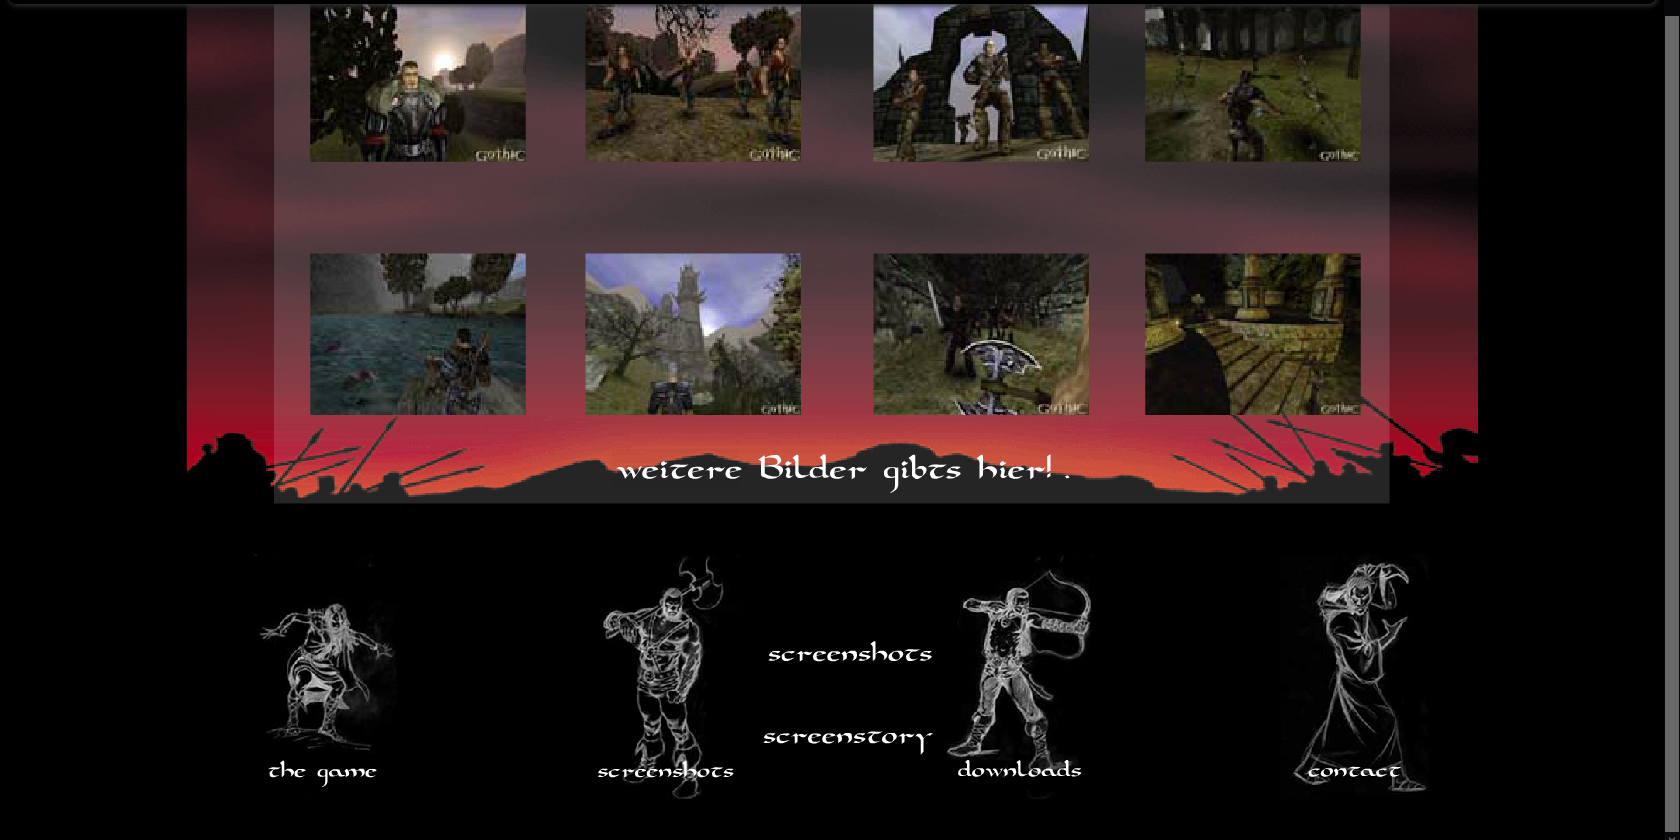 GOTHIC
GOTHIC
GOTHIC
GOTHIC
GOTHIC
GOTHIC
GOTHIC
weitere Bilder gibts hier! .
screenshots
screenstory
the game
screenshots
downloads
contact